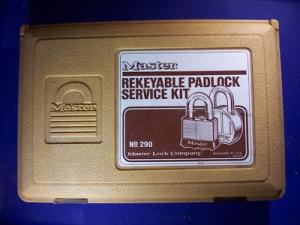 Master
REKEYABLE PADLOCK
SERVICE KIT
Master
No 290
Master Lock Company